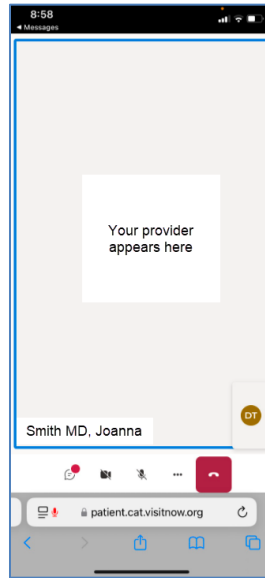 8:58
◀ Messages
Your provider
appears here
DT
Smith MD, Joanna
patient.cat.visitnow.org